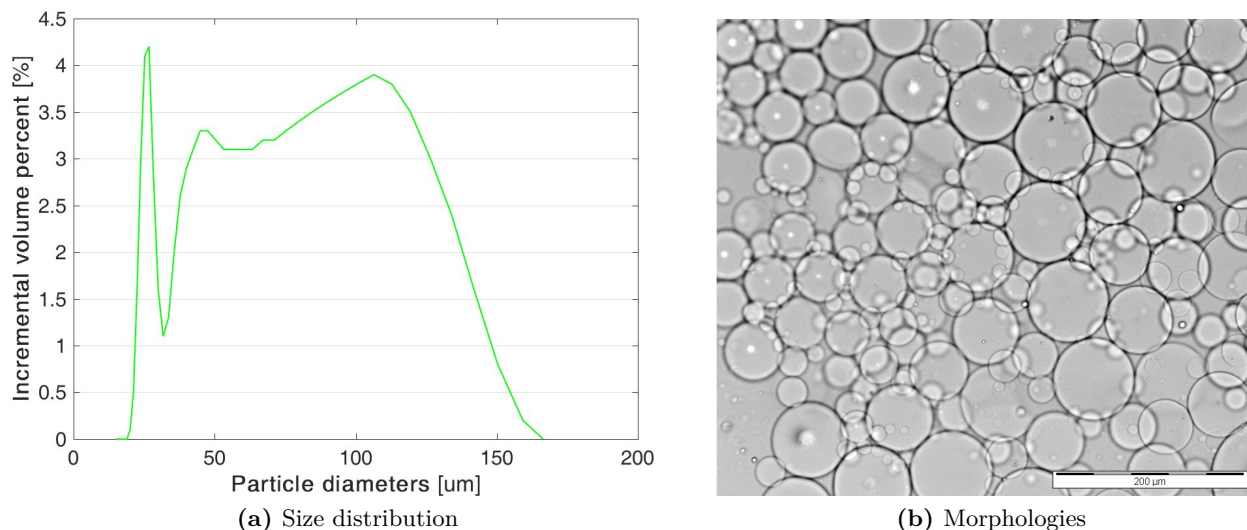 4.5
4
3.5
3
2.5
2
1.5
1
0.5
0
Incremental volume percent [%]
0 50 100 150 200
Particle diameters [um]
(a) Size distribution
200 µm
(b) Morphologies